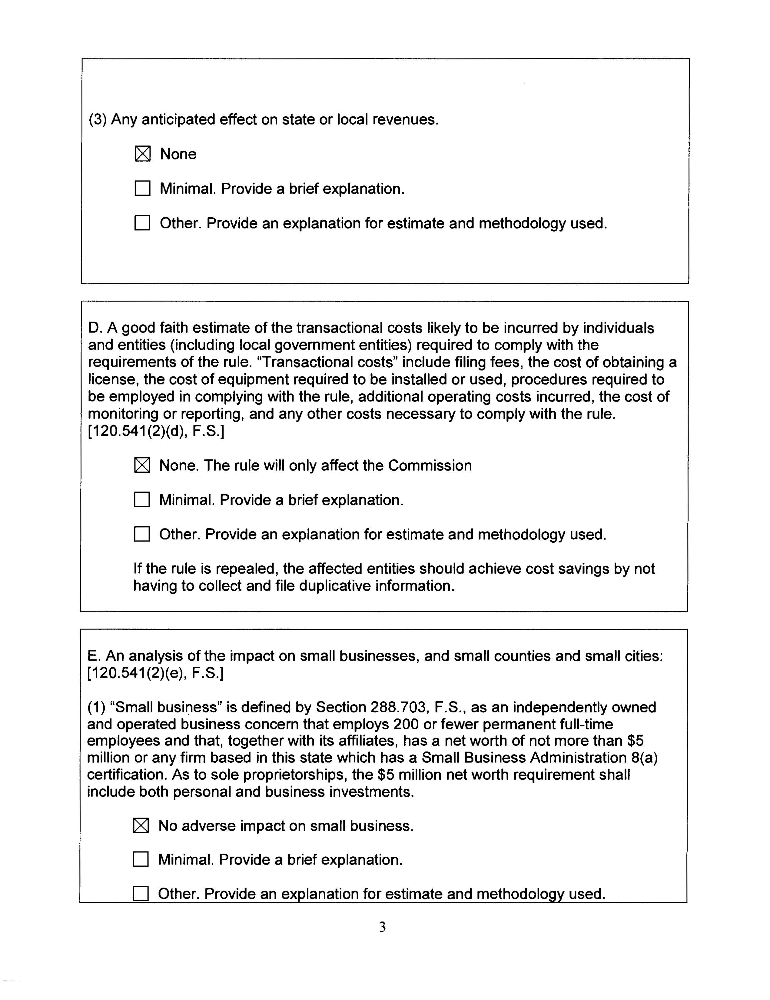 (3) Any anticipated effect on state or local revenues.
☒ None
☐ Minimal. Provide a brief explanation.
☐ Other. Provide an explanation for estimate and methodology used.
D. A good faith estimate of the transactional costs likely to be incurred by individuals
and entities (including local government entities) required to comply with the
requirements of the rule. “Transactional costs” include filing fees, the cost of obtaining a
license, the cost of equipment required to be installed or used, procedures required to
be employed in complying with the rule, additional operating costs incurred, the cost of
monitoring or reporting, and any other costs necessary to comply with the rule.
[120.541(2)(d), F.S.]
☒ None. The rule will only affect the Commission
☐ Minimal. Provide a brief explanation.
☐ Other. Provide an explanation for estimate and methodology used.
If the rule is repealed, the affected entities should achieve cost savings by not
having to collect and file duplicative information.
E. An analysis of the impact on small businesses, and small counties and small cities:
[120.541(2)(e), F.S.]
(1) “Small business” is defined by Section 288.703, F.S., as an independently owned
and operated business concern that employs 200 or fewer permanent full-time
employees and that, together with its affiliates, has a net worth of not more than $5
million or any firm based in this state which has a Small Business Administration 8(a)
certification. As to sole proprietorships, the $5 million net worth requirement shall
include both personal and business investments.
☒ No adverse impact on small business.
☐ Minimal. Provide a brief explanation.
☐ Other. Provide an explanation for estimate and methodology used.
3